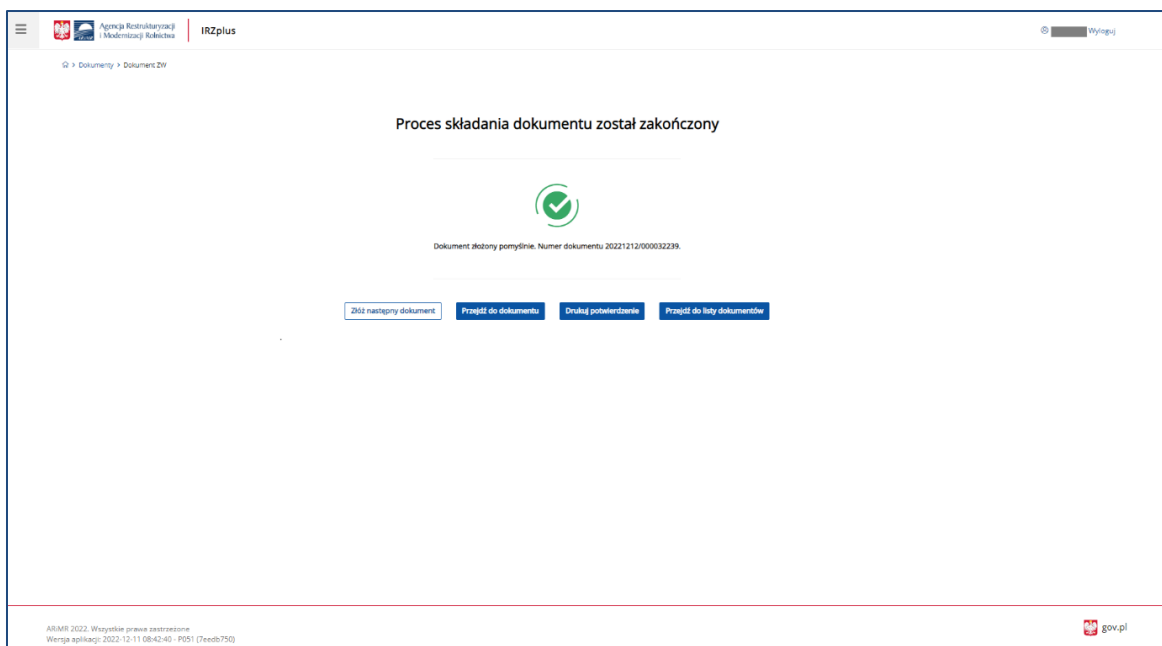 Agencja Restrukturyzacji
i Modernizacji Rolnictwa
IRZplus
Wyloguj
> Dokumenty > Dokument ZW
Proces składania dokumentu został zakończony
Dokument złożony pomyślnie. Numer dokumentu 20221212/000032239.
Złóż następny dokument Przejdź do dokumentu Drukuj potwierdzenie Przejdź do listy dokumentów
ARiMR 2022. Wszystkie prawa zastrzeżone
Wersja aplikacji: 2022-12-11 08:42:40 - P051 (7eedb750)
gov.pl